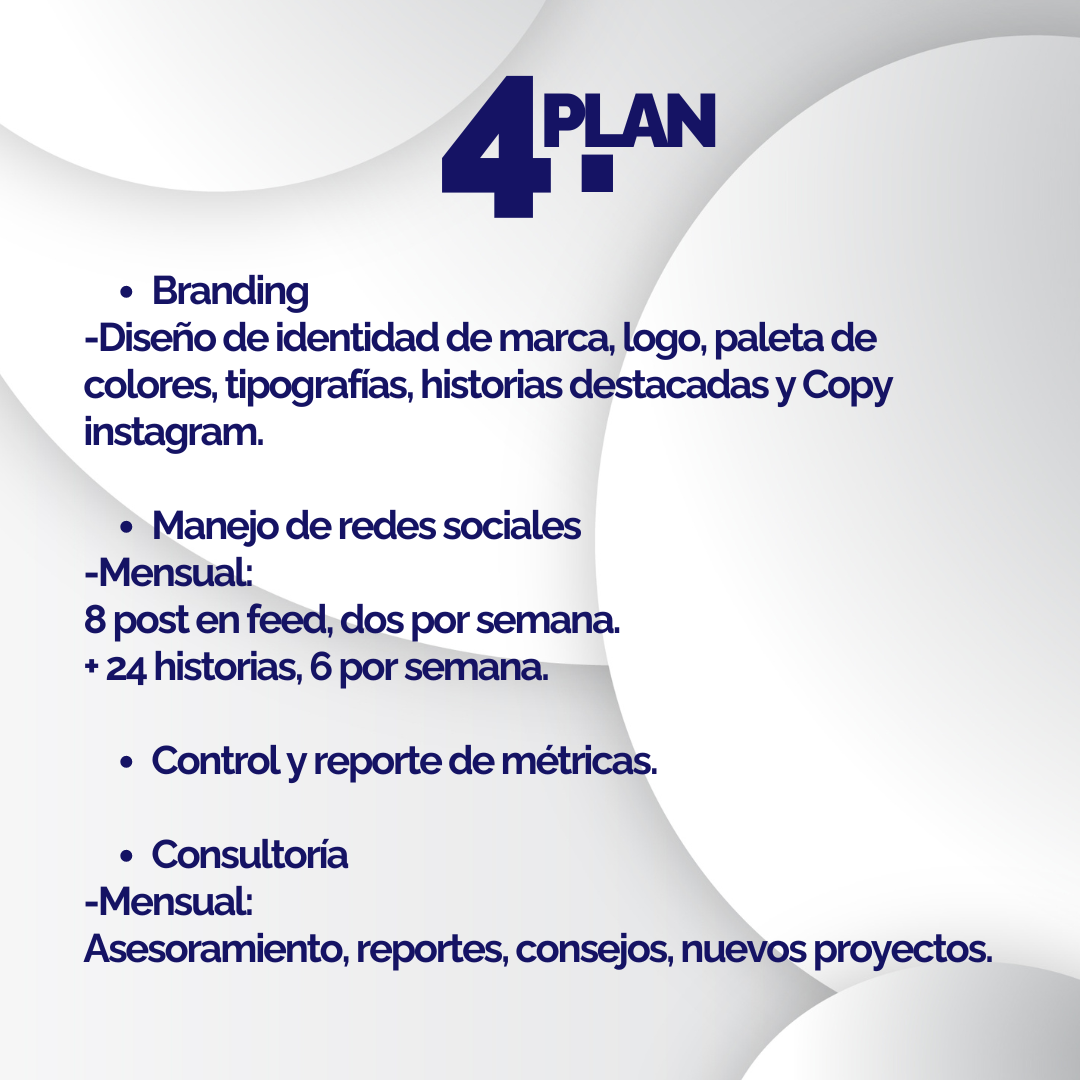 4 PLAN.
• Branding
-Diseño de identidad de marca, logo, paleta de
colores, tipografías, historias destacadas y Copy
instagram.
• Manejo de redes sociales
-Mensual:
8 post en feed, dos por semana.
+ 24 historias, 6 por semana.
• Control y reporte de métricas.
• Consultoría
-Mensual:
Asesoramiento, reportes, consejos, nuevos proyectos.